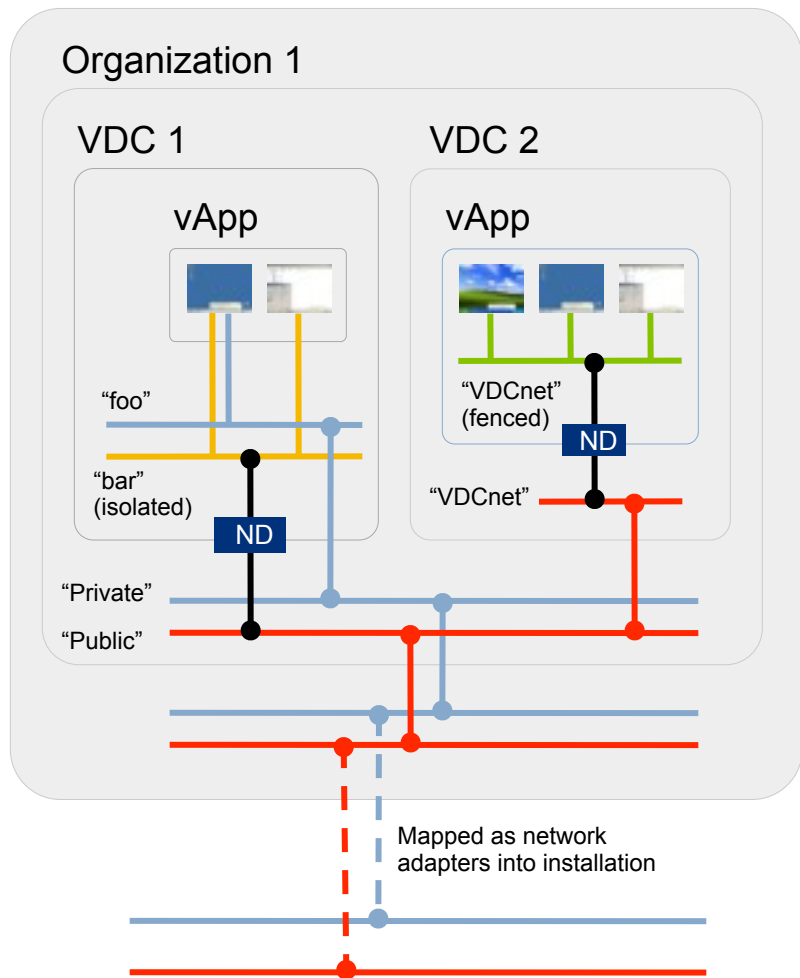 Organization 1
VDC 1
VDC 2
vApp
vApp
“foo”
“bar”
(isolated)
ND
“VDCnet”
(fenced)
ND
“VDCnet”
“Private”
“Public”
Mapped as network
adapters into installation